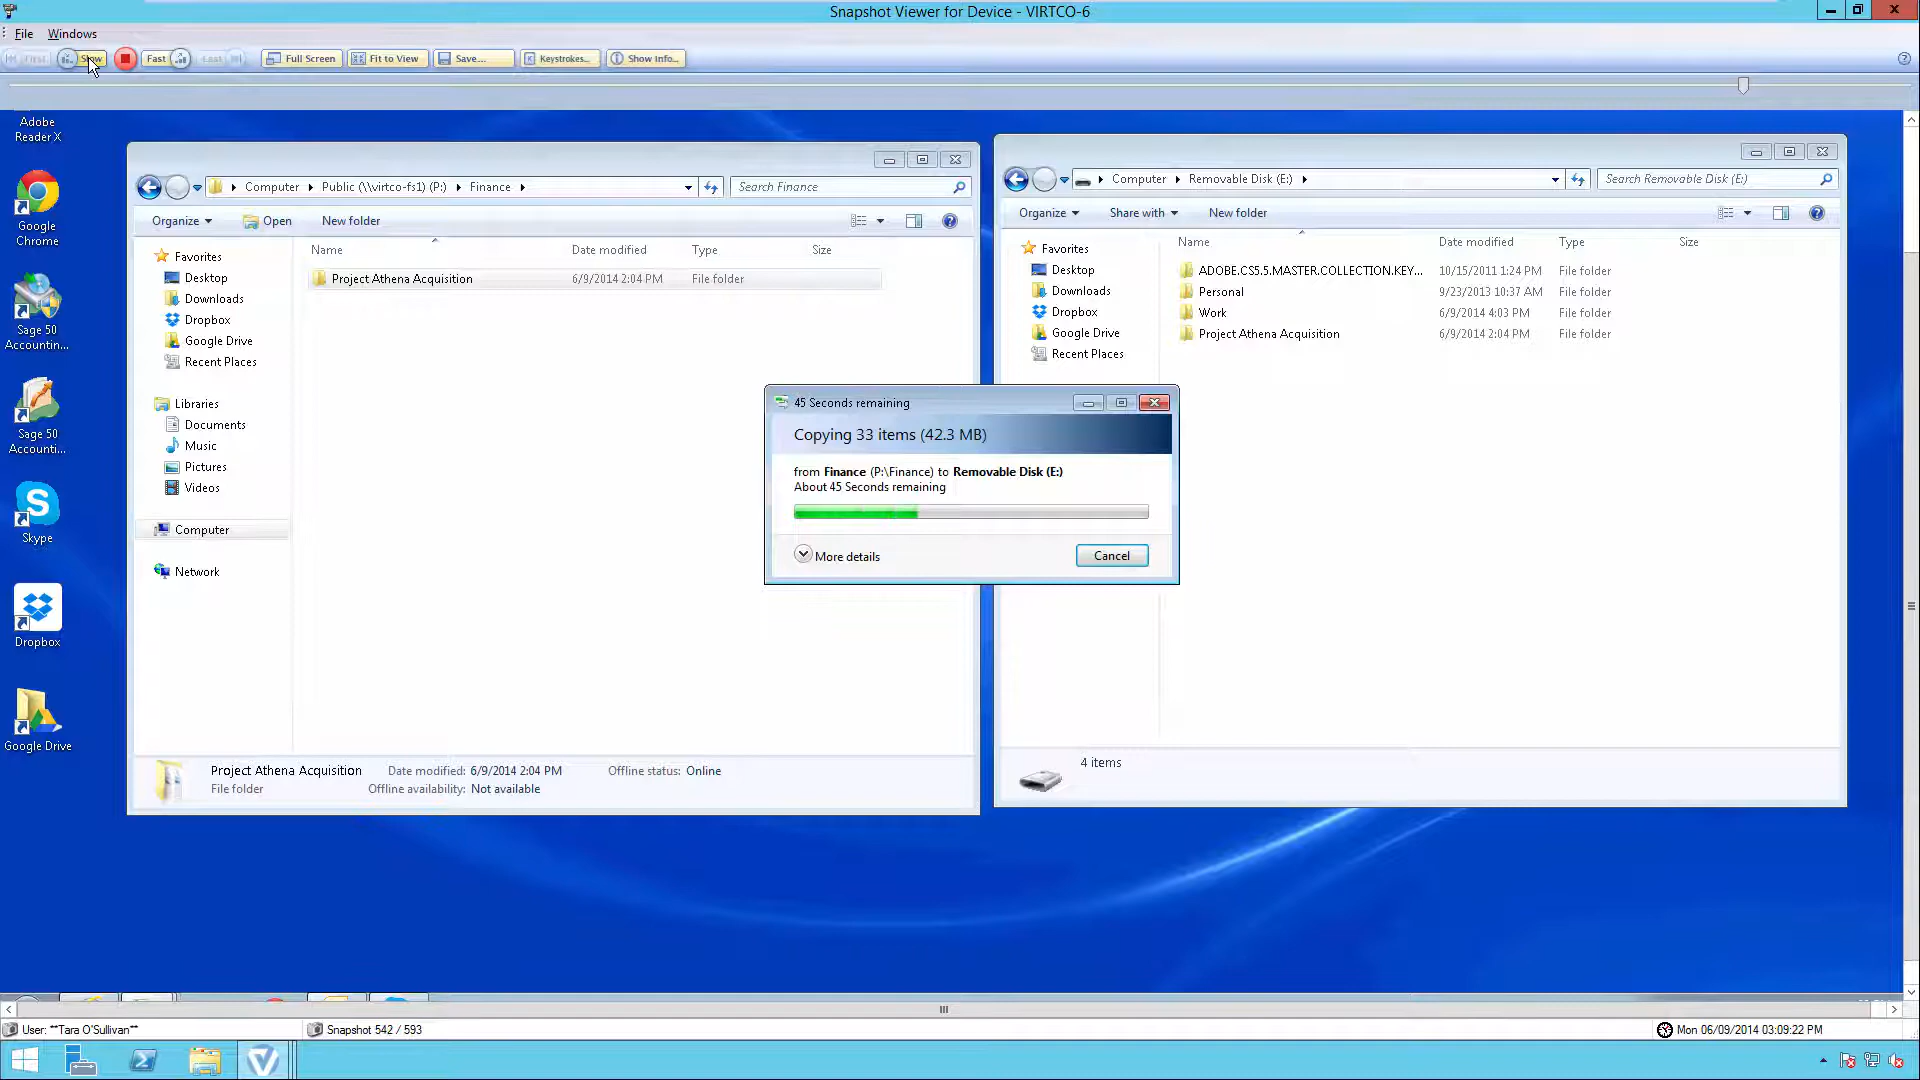 Snapshot Viewer for Device - VIRTCO-6
File Windows
First Slow Fast Last Full Screen Fit to View Save... Keystrokes... Show Info...
Adobe
Reader X
Google
Chrome
Sage 50
Accountin...
Sage 50
Accounti...
Skype
Dropbox
Google Drive
Computer Public (\\virtco-fs1) (P:) Finance Search Finance
Organize Open New folder
Favorites
Desktop
Downloads
Dropbox
Google Drive
Recent Places
Libraries
Documents
Music
Pictures
Videos
Computer
Network
Name Date modified Type Size
Project Athena Acquisition 6/9/2014 2:04 PM File folder
Project Athena Acquisition Date modified: 6/9/2014 2:04 PM Offline status: Online
File folder Offline availability: Not available
Computer Removable Disk (E:) Search Removable Disk (E:)
Organize Share with New folder
Favorites
Desktop
Downloads
Dropbox
Google Drive
Recent Places
Name Date modified Type Size
ADOBE.CS5.5.MASTER.COLLECTION.KEY... 10/15/2011 1:24 PM File folder
Personal 9/23/2013 10:37 AM File folder
Work 6/9/2014 4:03 PM File folder
Project Athena Acquisition 6/9/2014 2:04 PM File folder
4 items
45 Seconds remaining
Copying 33 items (42.3 MB)
from Finance (P:\Finance) to Removable Disk (E:)
About 45 Seconds remaining
More details Cancel
User: **Tara O'Sullivan** Snapshot 542 / 593 Mon 06/09/2014 03:09:22 PM